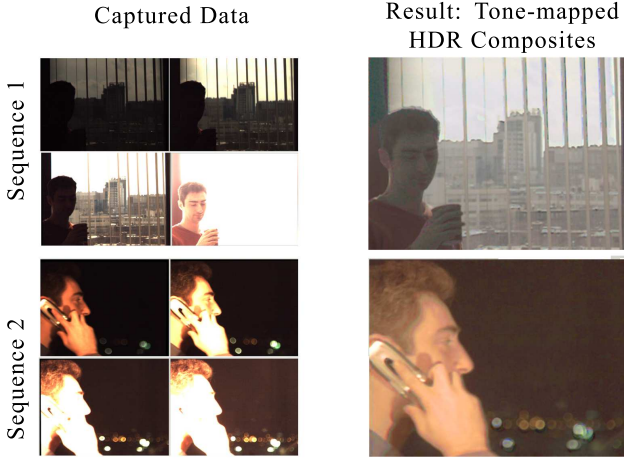 Captured Data
Result: Tone-mapped
HDR Composites
Sequence 1
Sequence 2